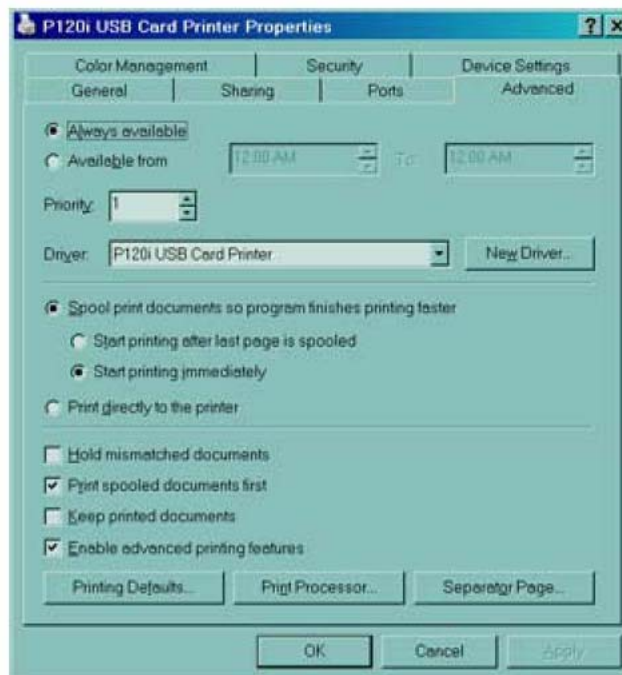 P120i USB Card Printer Properties
Color Management Security Device Settings
General Sharing Ports Advanced
Always available
Available from 12:00 AM To 12:00 AM
Priority: 1
Driver: P120i USB Card Printer New Driver...
Spool print documents so program finishes printing faster
Start printing after last page is spooled
Start printing immediately
Print directly to the printer
Hold mismatched documents
Print spooled documents first
Keep printed documents
Enable advanced printing features
Printing Defaults... Print Processor... Separator Page...
OK Cancel Apply